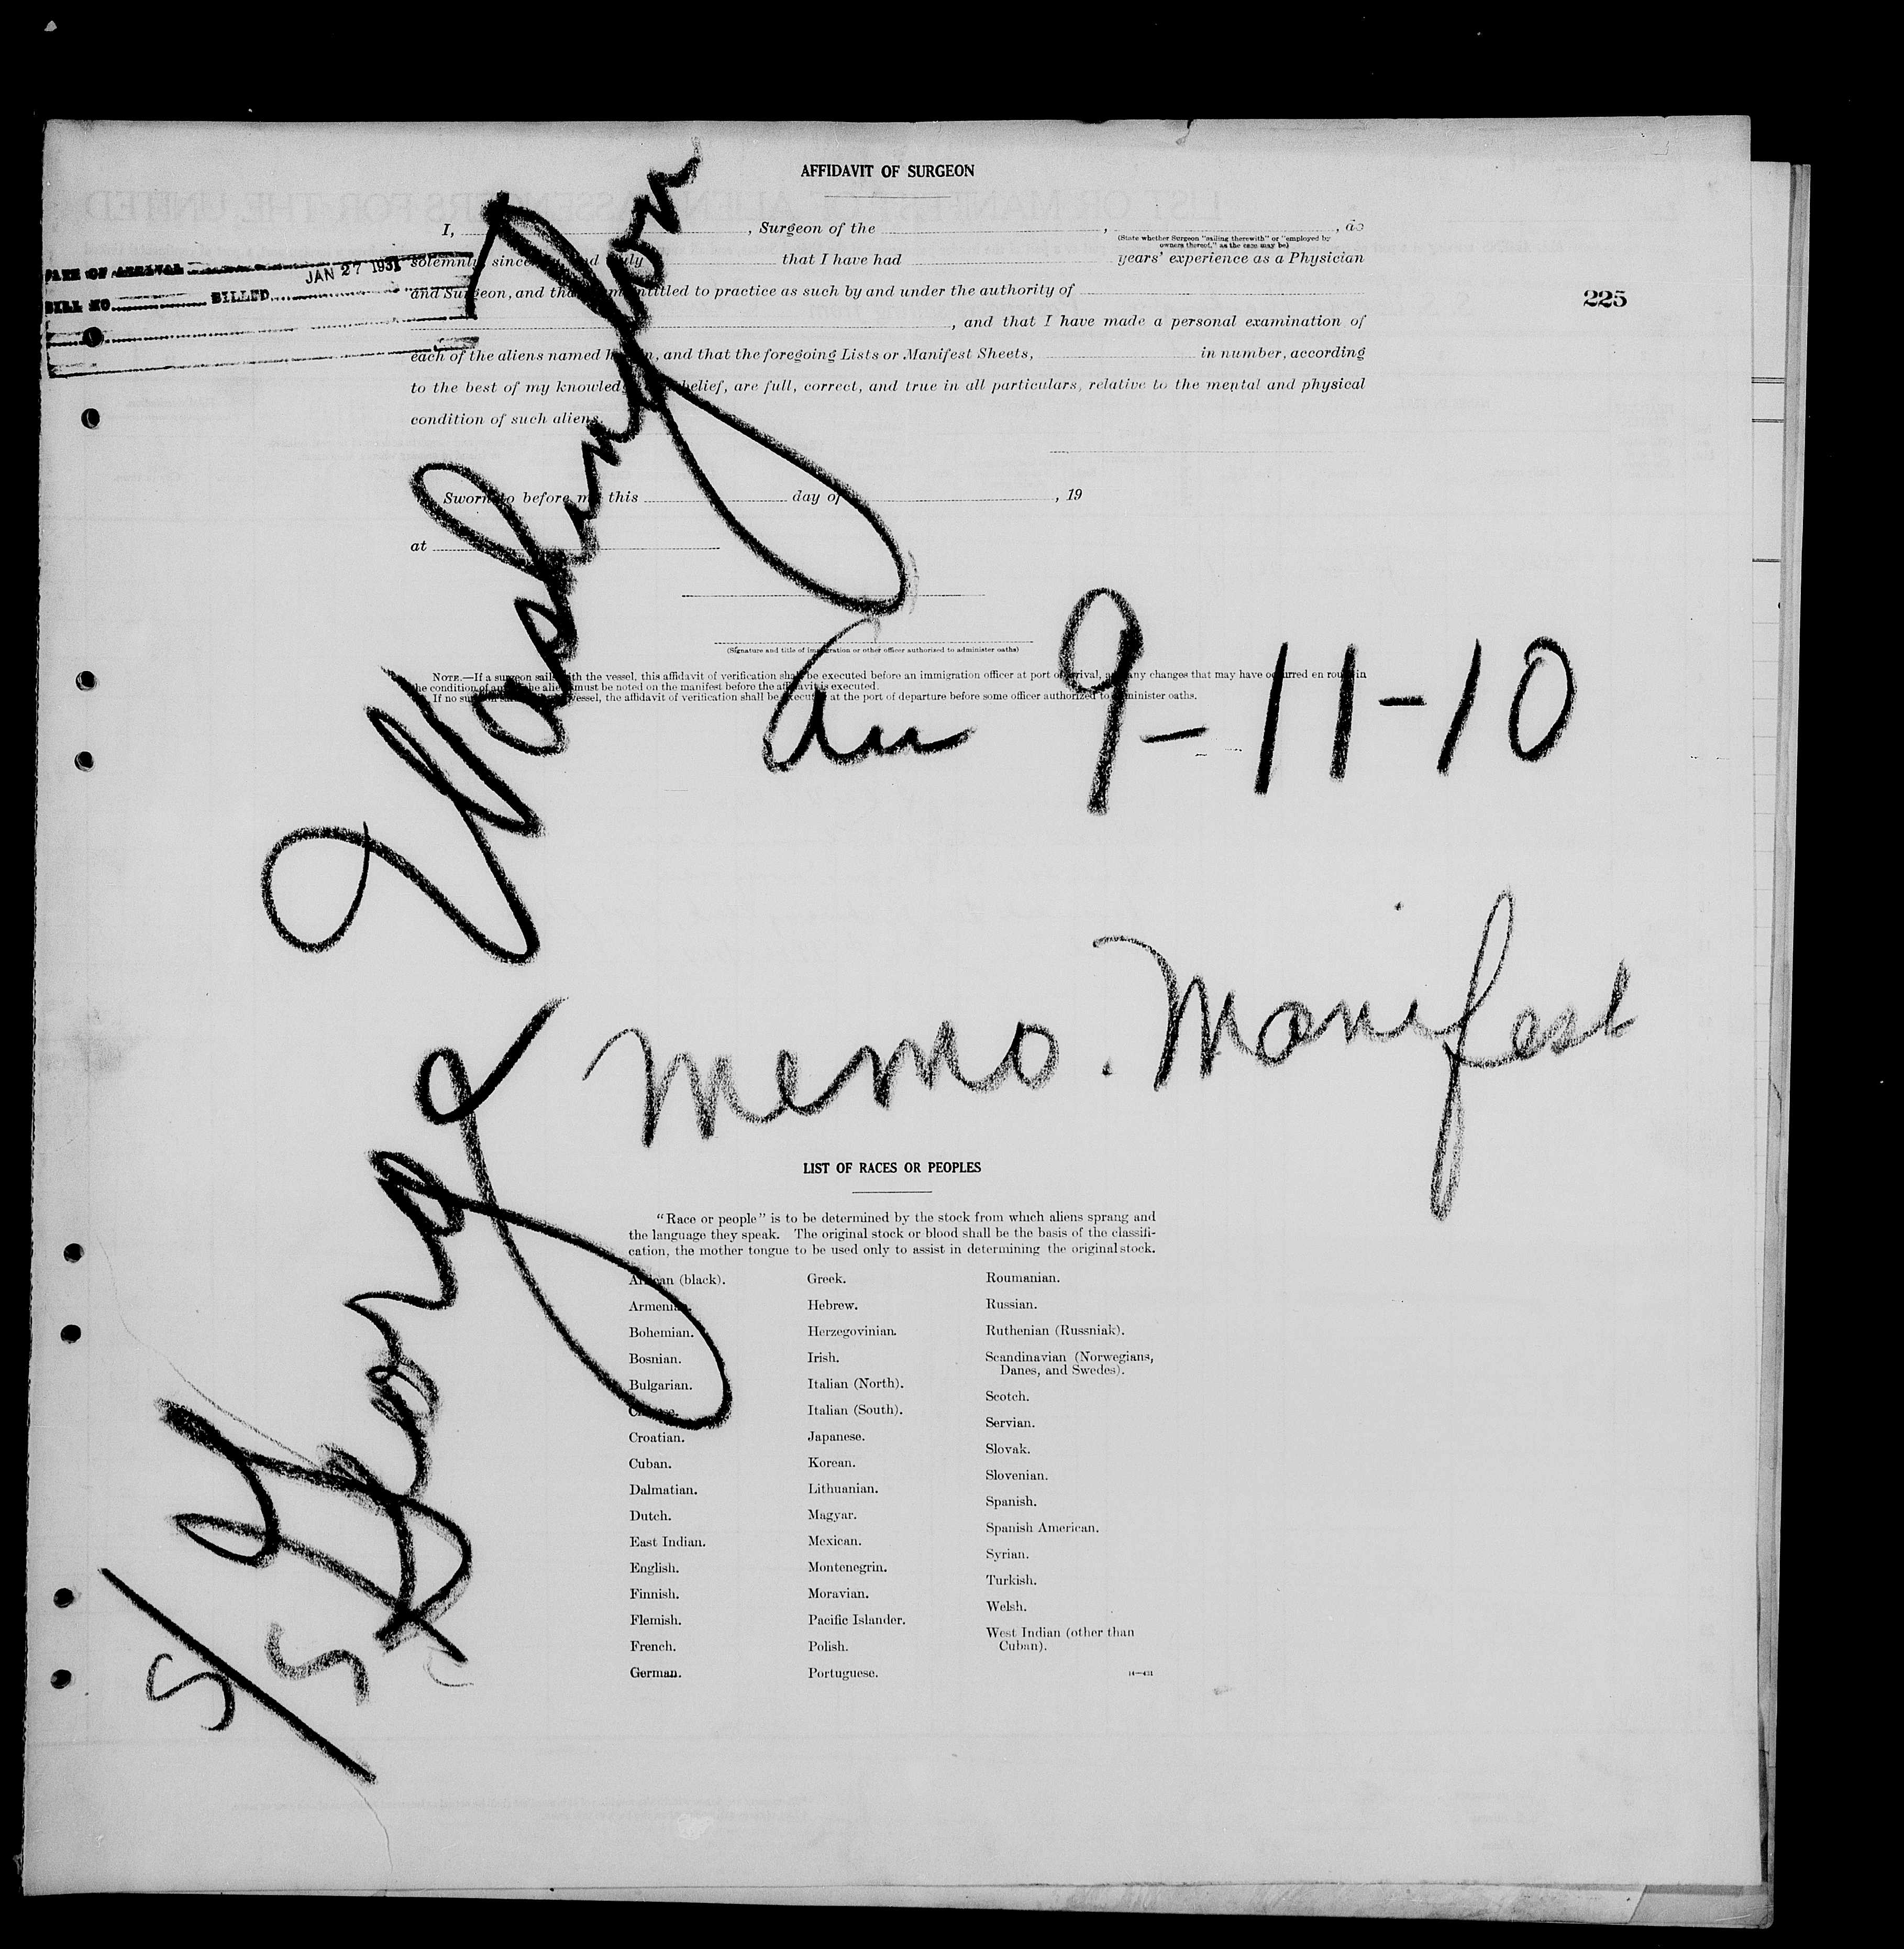 AFFIDAVIT OF SURGEON
I, , Surgeon of the , , do
(State whether Surgeon "sailing therewith" or "employed by
owners thereof," as the case may be)
solemnly, sincerely and truly that I have had years' experience as a Physician
and Surgeon, and that I am entitled to practice as such by and under the authority of
, and that I have made a personal examination of
each of the aliens named herein, and that the foregoing Lists or Manifest Sheets, in number, according
to the best of my knowledge and belief, are full, correct, and true in all particulars, relative to the mental and physical
condition of such aliens.
DATE OF ARRIVAL JAN 27 1931
BILL NO BILLED
225
Sworn to before me this day of , 19
at
(Signature and title of immigration or other officer authorized to administer oaths)
NOTE.—If a surgeon sails with the vessel, this affidavit of verification shall be executed before an immigration officer at port of arrival, and any changes that may have occurred en route in
the condition of any of the aliens must be noted on the manifest before the affidavit is executed.
If no surgeon sails with the vessel, the affidavit of verification shall be executed at the port of departure before some officer authorized to administer oaths.
S/S George Washington
Arr 9-11-10
Memo. Manifest
LIST OF RACES OR PEOPLES
"Race or people" is to be determined by the stock from which aliens sprang and
the language they speak. The original stock or blood shall be the basis of the classifi-
cation, the mother tongue to be used only to assist in determining the original stock.
African (black).
Armenian.
Bohemian.
Bosnian.
Bulgarian.
Chinese.
Croatian.
Cuban.
Dalmatian.
Dutch.
East Indian.
English.
Finnish.
Flemish.
French.
German.
Greek.
Hebrew.
Herzegovinian.
Irish.
Italian (North).
Italian (South).
Japanese.
Korean.
Lithuanian.
Magyar.
Mexican.
Montenegrin.
Moravian.
Pacific Islander.
Polish.
Portuguese.
Roumanian.
Russian.
Ruthenian (Russniak).
Scandinavian (Norwegians,
Danes, and Swedes).
Scotch.
Servian.
Slovak.
Slovenian.
Spanish.
Spanish American.
Syrian.
Turkish.
Welsh.
West Indian (other than
Cuban).
14—431